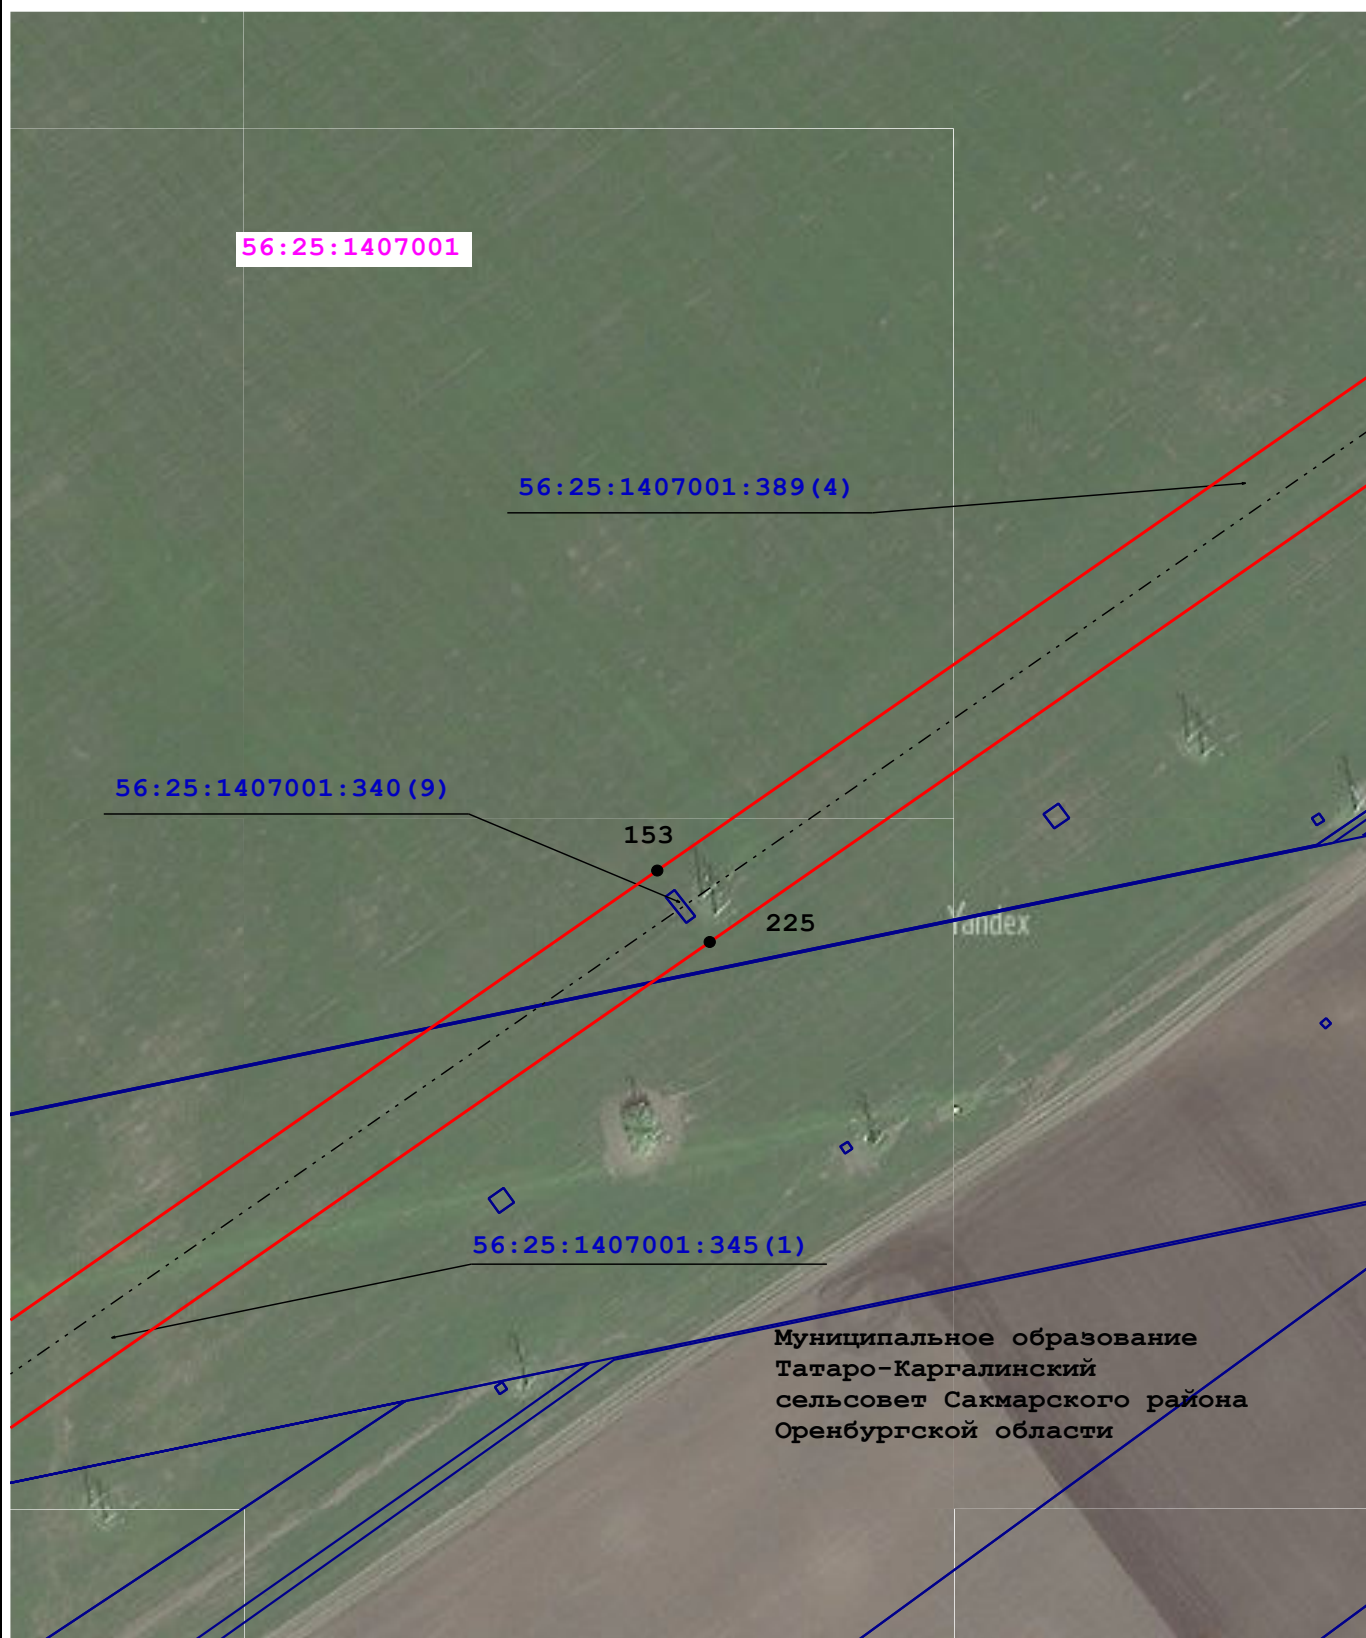 56:25:1407001
56:25:1407001:389(4)
56:25:1407001:340(9)
153
225
Yandex
56:25:1407001:345(1)
Муниципальное образование
Татаро-Каргалинский
сельсовет Сакмарского района
Оренбургской области